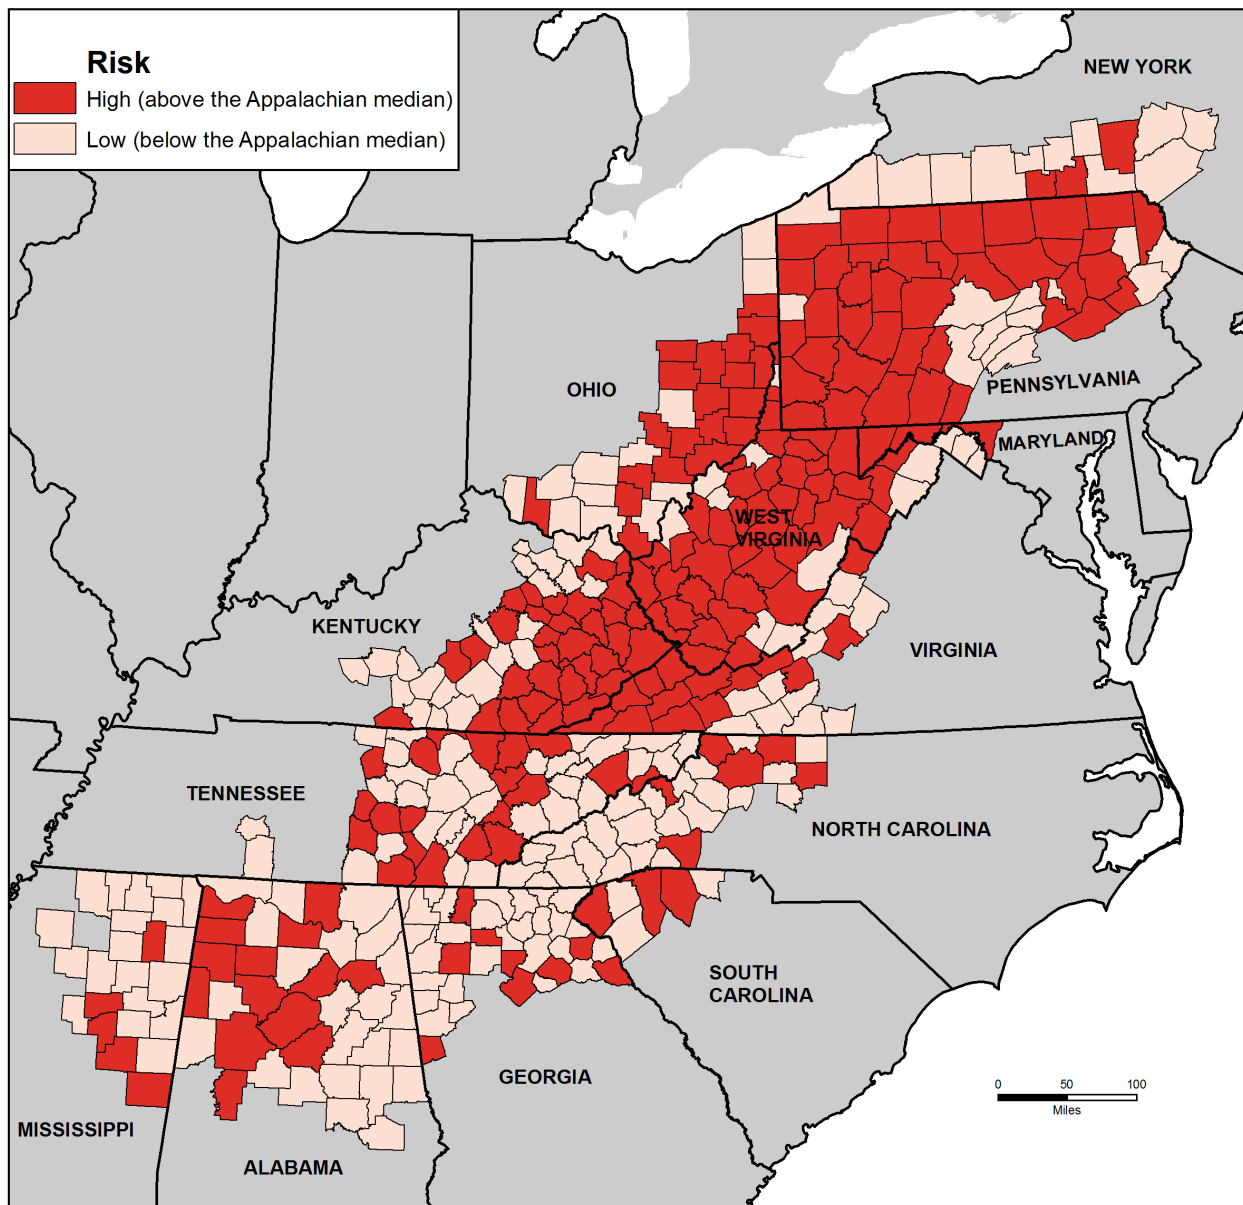 Risk
High (above the Appalachian median)
Low (below the Appalachian median)
NEW YORK
OHIO
PENNSYLVANIA
MARYLAND
WEST
VIRGINIA
KENTUCKY
VIRGINIA
TENNESSEE
NORTH CAROLINA
SOUTH
CAROLINA
GEORGIA
MISSISSIPPI
ALABAMA
0 50 100
Miles